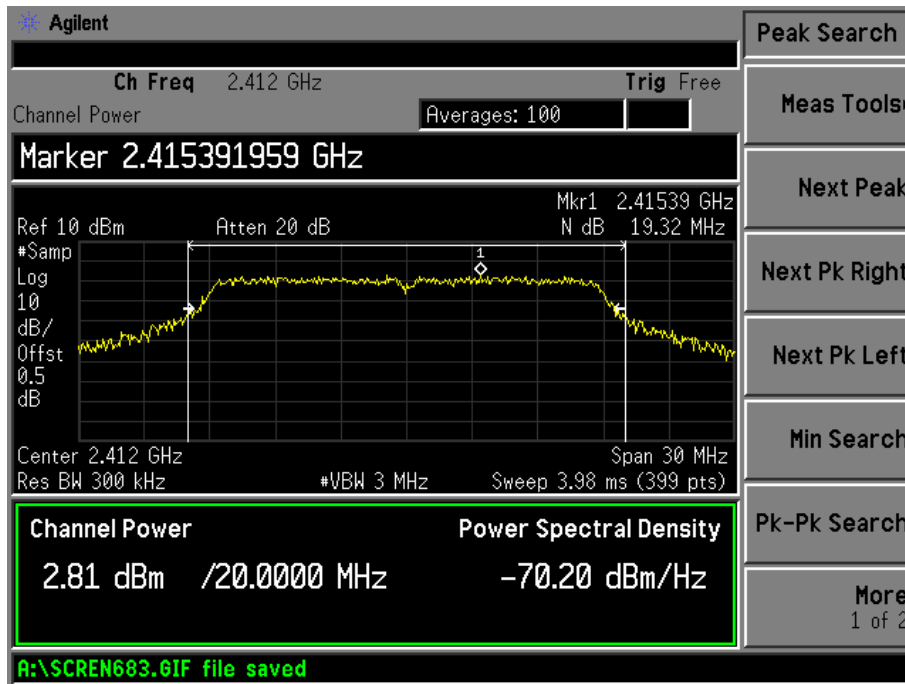 Agilent
Peak Search
Ch Freq 2.412 GHz Trig Free
Channel Power Averages: 100
Meas Tools
Marker 2.415391959 GHz
Mkr1 2.41539 GHz
Next Peak
Ref 10 dBm Atten 20 dB N dB 19.32 MHz
#Samp
Log
10
dB/
Offst
0.5
dB
1
Next Pk Right
Next Pk Left
Center 2.412 GHz Span 30 MHz
Res BW 300 kHz #VBW 3 MHz Sweep 3.98 ms (399 pts)
Min Search
Channel Power Power Spectral Density
2.81 dBm /20.0000 MHz -70.20 dBm/Hz
Pk-Pk Search
More
1 of 2
A:\SCREN683.GIF file saved